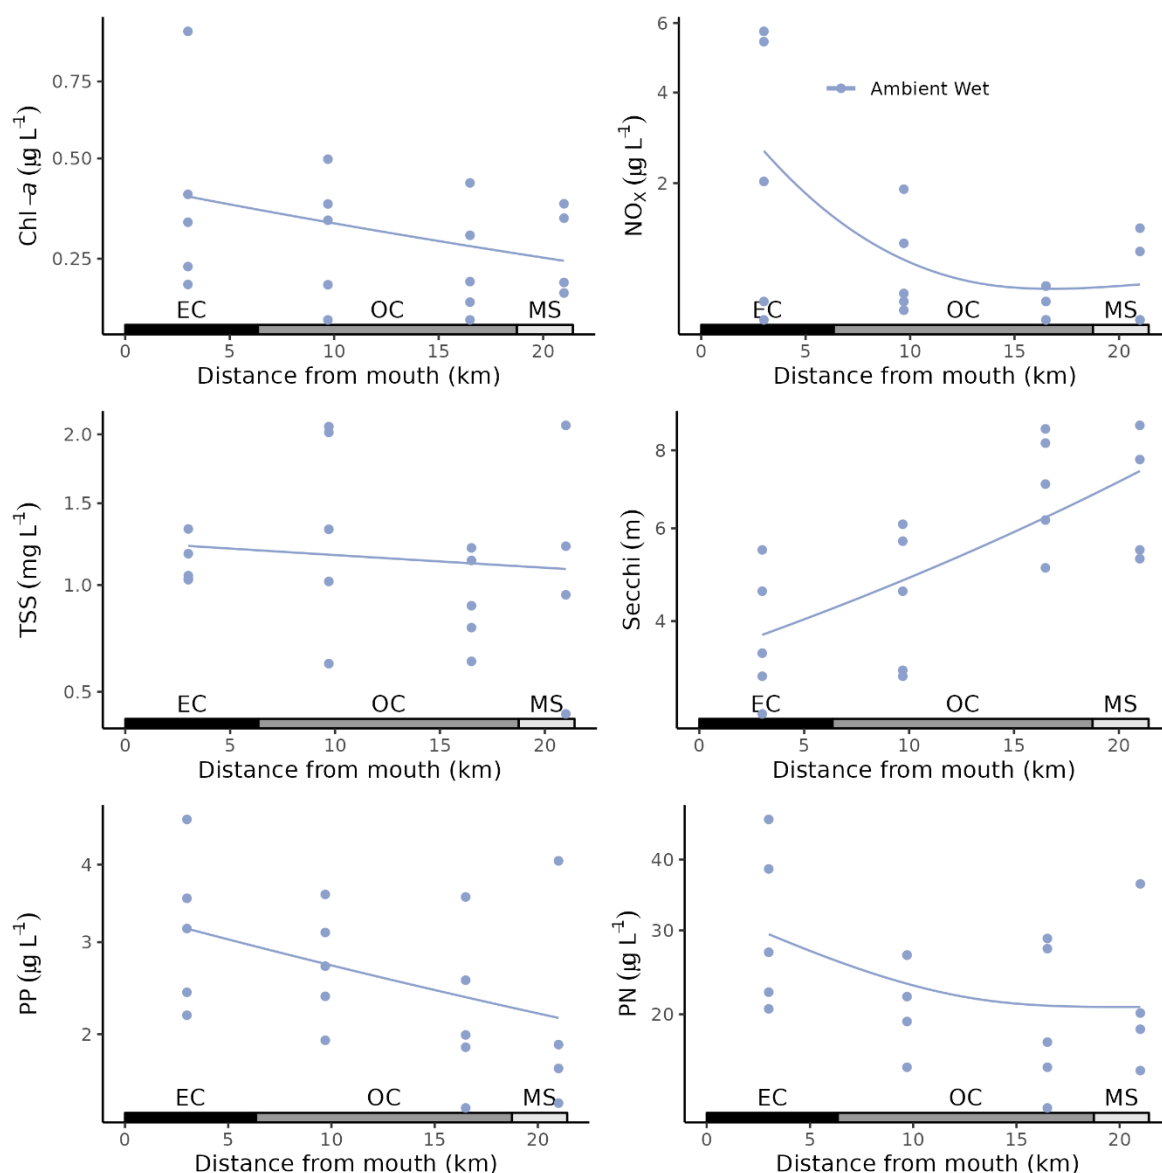 Chl-a (µg L⁻¹)
0.75
0.50
0.25
EC OC MS
0 5 10 15 20
Distance from mouth (km)
NOX (µg L⁻¹)
6
4
2
Ambient Wet
EC OC MS
0 5 10 15 20
Distance from mouth (km)
TSS (mg L⁻¹)
2.0
1.5
1.0
0.5
EC OC MS
0 5 10 15 20
Distance from mouth (km)
Secchi (m)
8
6
4
EC OC MS
0 5 10 15 20
Distance from mouth (km)
PP (µg L⁻¹)
4
3
2
EC OC MS
0 5 10 15 20
Distance from mouth (km)
PN (µg L⁻¹)
40
30
20
EC OC MS
0 5 10 15 20
Distance from mouth (km)